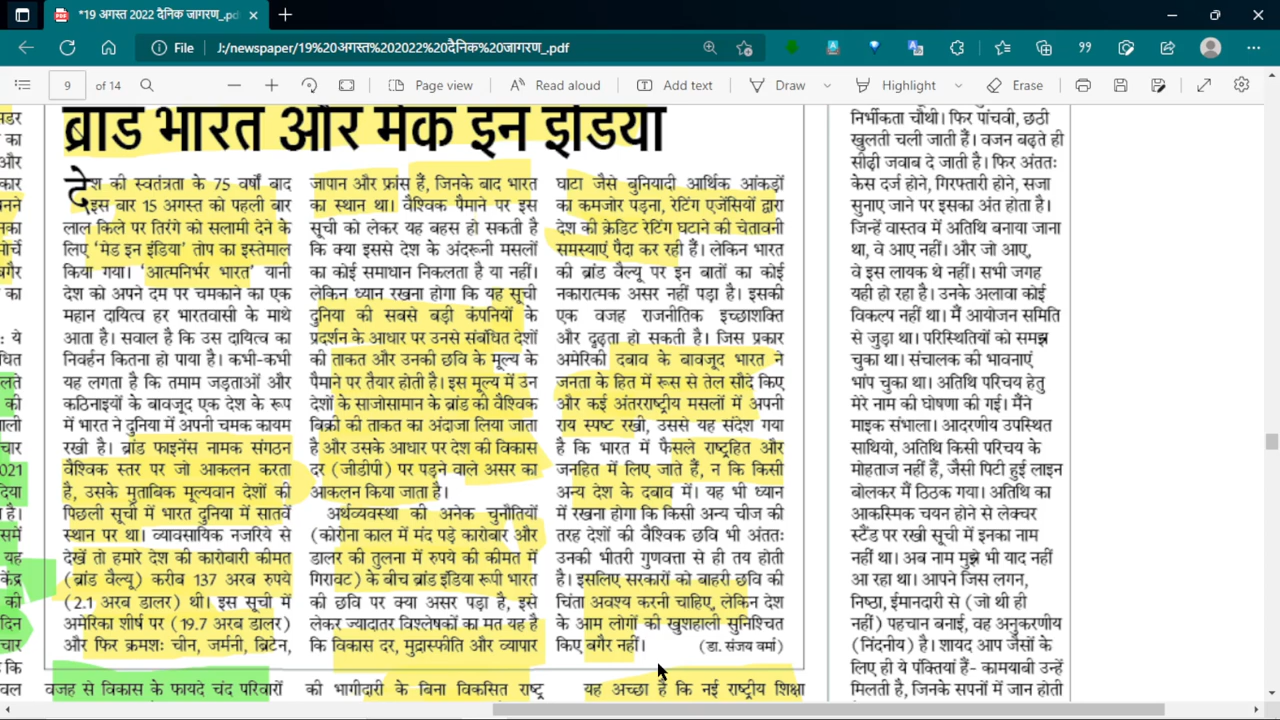 *19 अगस्त 2022 दैनिक जागरण_.pd
File J:/newspaper/19%20अगस्त%202022%20दैनिक%20जागरण_.pdf
9 of 14 Page view Read aloud Add text Draw Highlight Erase
ब्रांड भारत और मेक इन इंडिया
देश की स्वतंत्रता के 75 वर्षों बाद
इस बार 15 अगस्त को पहली बार
लाल किले पर तिरंगे को सलामी देने के
लिए 'मेड इन इंडिया' तोप का इस्तेमाल
किया गया। 'आत्मनिर्भर भारत' यानी
देश को अपने दम पर चमकाने का एक
महान दायित्व हर भारतवासी के माथे
आता है। सवाल है कि उस दायित्व का
निवर्हन कितना हो पाया है। कभी-कभी
यह लगता है कि तमाम जड़ताओं और
कठिनाइयों के बावजूद एक देश के रूप
में भारत ने दुनिया में अपनी चमक कायम
रखी है। ब्रांड फाइनेंस नामक संगठन
वैश्विक स्तर पर जो आकलन करता
है, उसके मुताबिक मूल्यवान देशों की
पिछली सूची में भारत दुनिया में सातवें
स्थान पर था। व्यावसायिक नजरिये से
देखें तो हमारे देश की कारोबारी कीमत
(ब्रांड वैल्यू) करीब 137 अरब रुपये
(2.1 अरब डालर) थी। इस सूची में
अमेरिका शीर्ष पर (19.7 अरब डॉलर)
और फिर क्रमशः चीन, जर्मनी, ब्रिटेन,
जापान और फ्रांस हैं, जिनके बाद भारत
का स्थान था। वैश्विक पैमाने पर इस
सूची को लेकर यह बहस हो सकती है
कि क्या इससे देश के अंदरूनी मसलों
का कोई समाधान निकलता है या नहीं।
लेकिन ध्यान रखना होगा कि यह सूची
दुनिया की सबसे बड़ी कंपनियों के
प्रदर्शन के आधार पर उनसे संबंधित देशों
की ताकत और उनकी छवि के मूल्य के
पैमाने पर तैयार होती है। इस मूल्य में उन
देशों के साजोसामान के ब्रांड की वैश्विक
बिक्री की ताकत का अंदाजा लिया जाता
है और उसके आधार पर देश की विकास
दर (जीडीपी) पर पड़ने वाले असर का
आकलन किया जाता है।
अर्थव्यवस्था की अनेक चुनौतियों
(कोरोना काल में मंद पड़े कारोबार और
डालर की तुलना में रुपये की कीमत में
गिरावट) के बीच ब्रांड इंडिया रूपी भारत
की छवि पर क्या असर पड़ा है, इसे
लेकर ज्यादातर विश्लेषकों का मत यह है
कि विकास दर, मुद्रास्फीति और व्यापार
घाटा जैसे बुनियादी आर्थिक आंकड़ों
का कमजोर पड़ना, रेटिंग एजेंसियों द्वारा
देश की क्रेडिट रेटिंग घटाने की चेतावनी
समस्याएं पैदा कर रही हैं। लेकिन भारत
की ब्रांड वैल्यू पर इन बातों का कोई
नकारात्मक असर नहीं पड़ा है। इसकी
एक वजह राजनीतिक इच्छाशक्ति
और दृढ़ता हो सकती है। जिस प्रकार
अमेरिकी दबाव के बावजूद भारत ने
जनता के हित में रूस से तेल सौदे किए
और कई अंतरराष्ट्रीय मसलों में अपनी
राय स्पष्ट रखी, उससे यह संदेश गया
है कि भारत में फैसले राष्ट्रहित और
जनहित में लिए जाते हैं, न कि किसी
अन्य देश के दबाव में। यह भी ध्यान
में रखना होगा कि किसी अन्य चीज की
तरह देशों की वैश्विक छवि भी अंततः
उनकी भीतरी गुणवत्ता से ही तय होती
है। इसलिए सरकारों को बाहरी छवि की
चिंता अवश्य करनी चाहिए, लेकिन देश
के आम लोगों की खुशहाली सुनिश्चित
किए बगैर नहीं। (डा. संजय वर्मा)
निर्भीकता चौथी। फिर पांचवी, छठी
खुलती चली जाती हैं। वजन बढ़ते ही
सीढ़ी जवाब दे जाती है। फिर अंततः
केस दर्ज होने, गिरफ्तारी होने, सजा
सुनाए जाने पर इसका अंत होता है।
जिन्हें वास्तव में अतिथि बनाया जाना
था, वे आए नहीं। और जो आए,
वे इस लायक थे नहीं। सभी जगह
यही हो रहा है। उनके अलावा कोई
विकल्प नहीं था। मैं आयोजन समिति
से जुड़ा था। परिस्थितियों को समझ
चुका था। संचालक की भावनाएं
भांप चुका था। अतिथि परिचय हेतु
मेरे नाम की घोषणा की गई। मैंने
माइक संभाला। आदरणीय उपस्थित
साथियो, अतिथि किसी परिचय के
मोहताज नहीं हैं, जैसी पिटी हुई लाइन
बोलकर मैं ठिठक गया। अतिथि का
आकस्मिक चयन होने से लेक्चर
स्टैंड पर रखी सूची में इनका नाम
नहीं था। अब नाम मुझे भी याद नहीं
आ रहा था। आपने जिस लगन,
निष्ठा, ईमानदारी से (जो थी ही
नहीं) पहचान बनाई, वह अनुकरणीय
(निंदनीय) है। शायद आप जैसों के
लिए ही ये पंक्तियां हैं- कामयाबी उन्हें
मिलती है, जिनके सपनों में जान होती
वजह से विकास के फायदे चंद परिवारों
की भागीदारी के बिना विकसित राष्ट्र
यह अच्छा है कि नई राष्ट्रीय शिक्षा